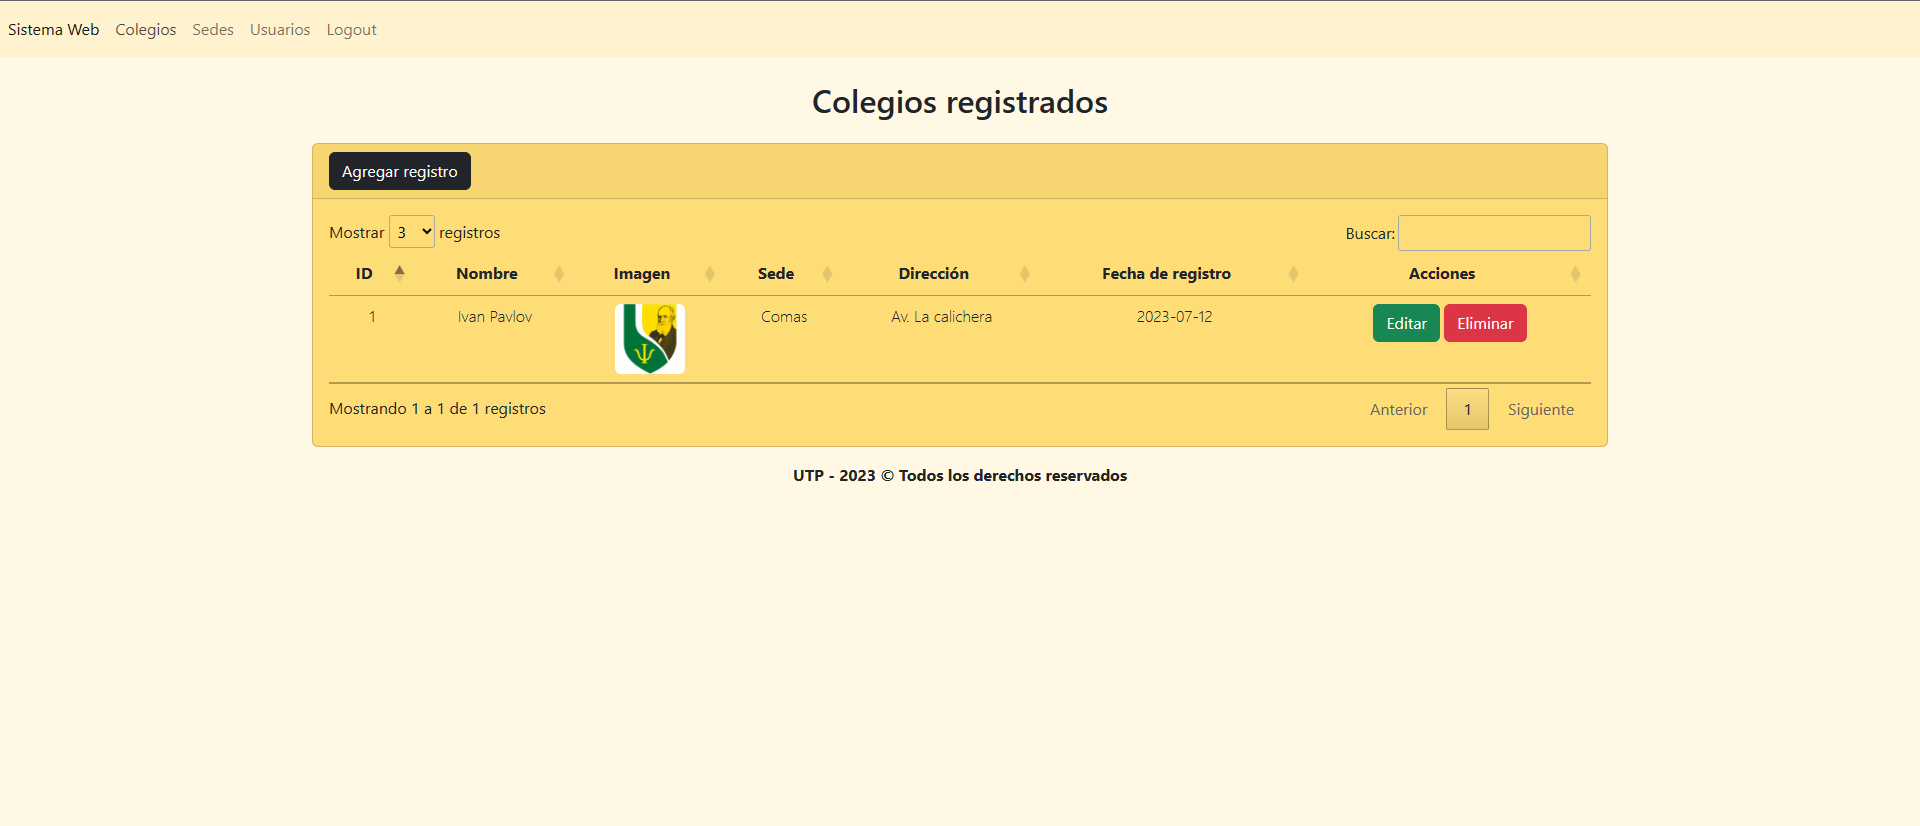 Sistema Web Colegios Sedes Usuarios Logout
Colegios registrados
Agregar registro
Mostrar 3 registros Buscar:
ID Nombre Imagen Sede Dirección Fecha de registro Acciones
1 Ivan Pavlov Ψ Comas Av. La calichera 2023-07-12 Editar Eliminar
Mostrando 1 a 1 de 1 registros Anterior 1 Siguiente
UTP - 2023 © Todos los derechos reservados